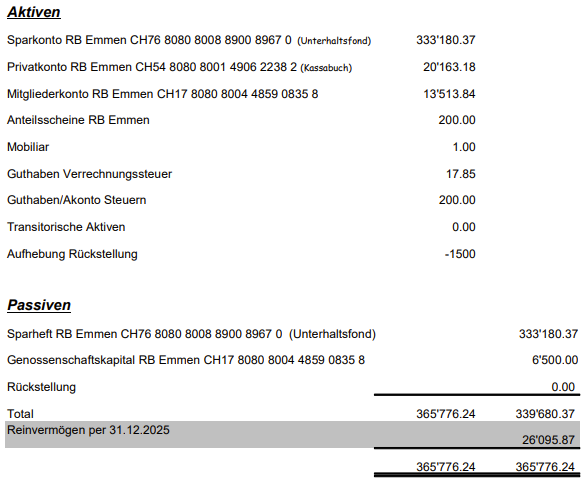 Aktiven
Sparkonto RB Emmen CH76 8080 8008 8900 8967 0 (Unterhaltsfond) 333'180.37
Privatkonto RB Emmen CH54 8080 8001 4906 2238 2 (Kassabuch) 20'163.18
Mitgliederkonto RB Emmen CH17 8080 8004 4859 0835 8 13'513.84
Anteilsscheine RB Emmen 200.00
Mobiliar 1.00
Guthaben Verrechnungssteuer 17.85
Guthaben/Akonto Steuern 200.00
Transitorische Aktiven 0.00
Aufhebung Rückstellung -1500
Passiven
Sparheft RB Emmen CH76 8080 8008 8900 8967 0 (Unterhaltsfond) 333'180.37
Genossenschaftskapital RB Emmen CH17 8080 8004 4859 0835 8 6'500.00
Rückstellung 0.00
Total 365'776.24 339'680.37
Reinvermögen per 31.12.2025 26'095.87
365'776.24 365'776.24